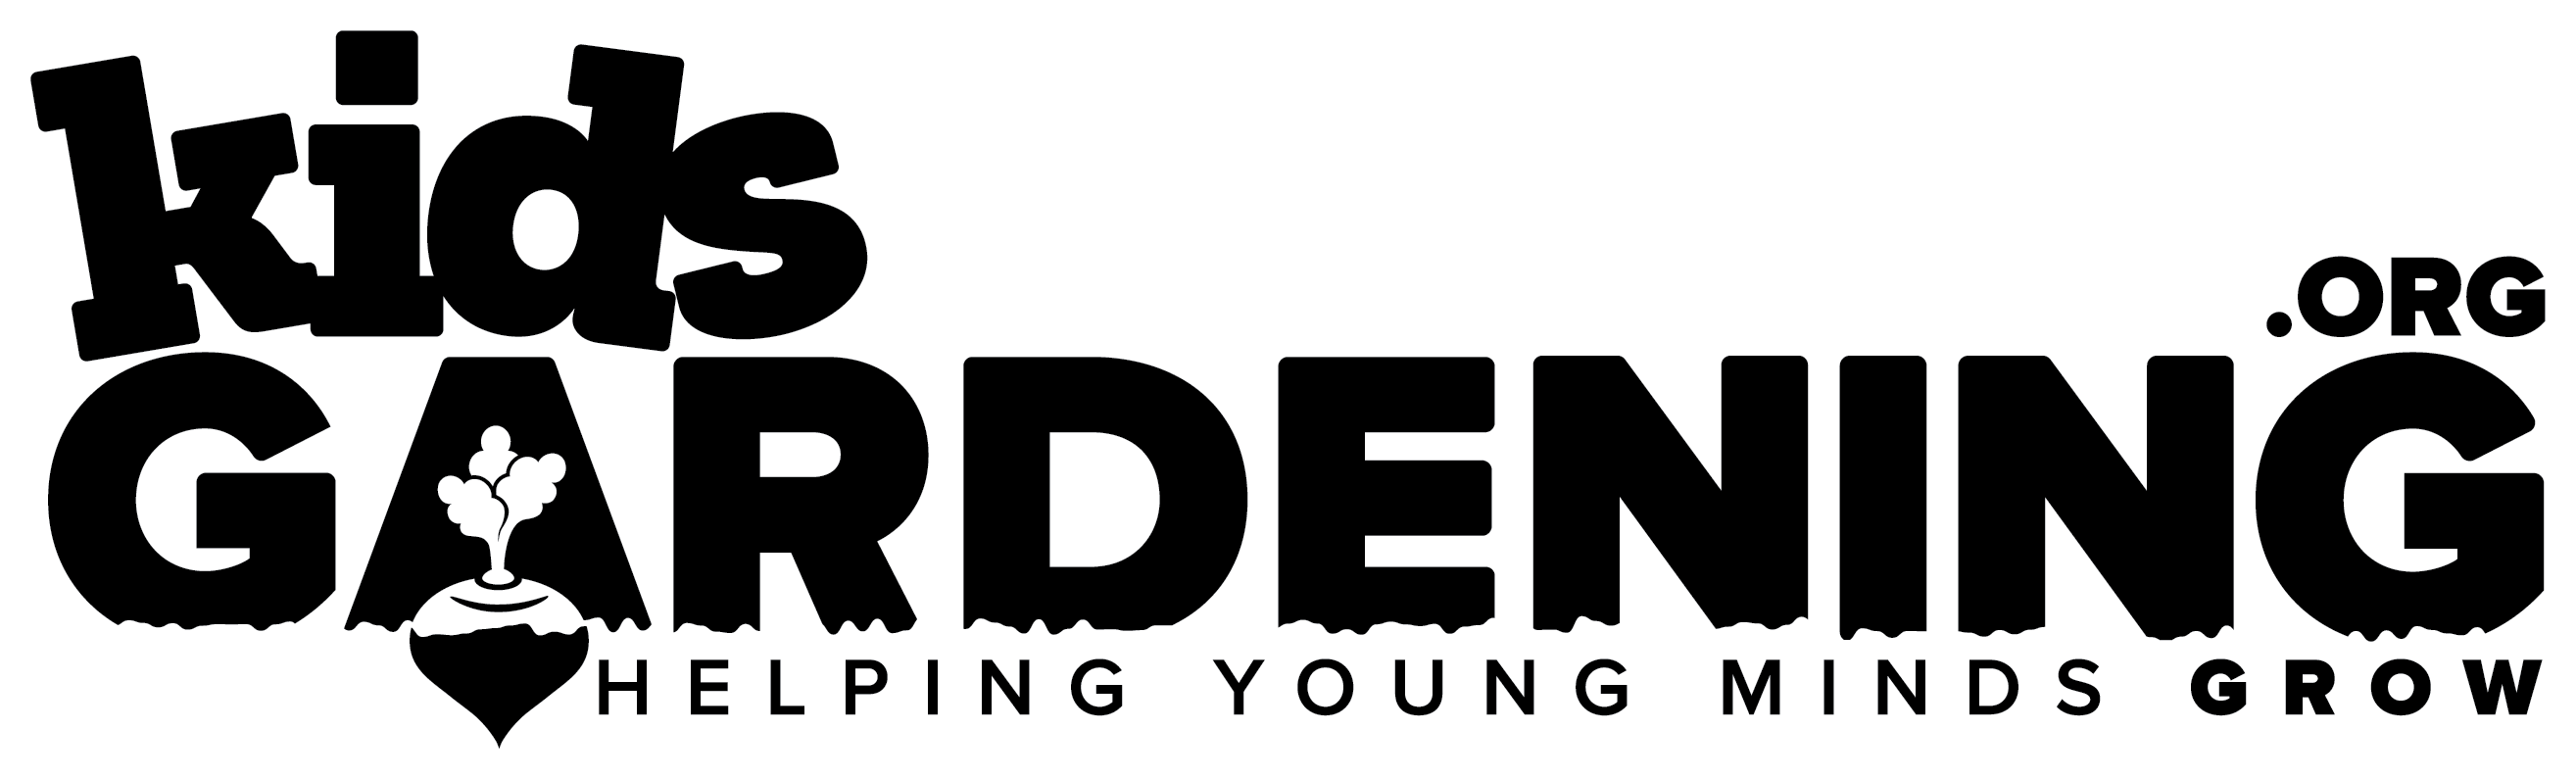 kids
.ORG
GARDENING
HELPING YOUNG MINDS GROW